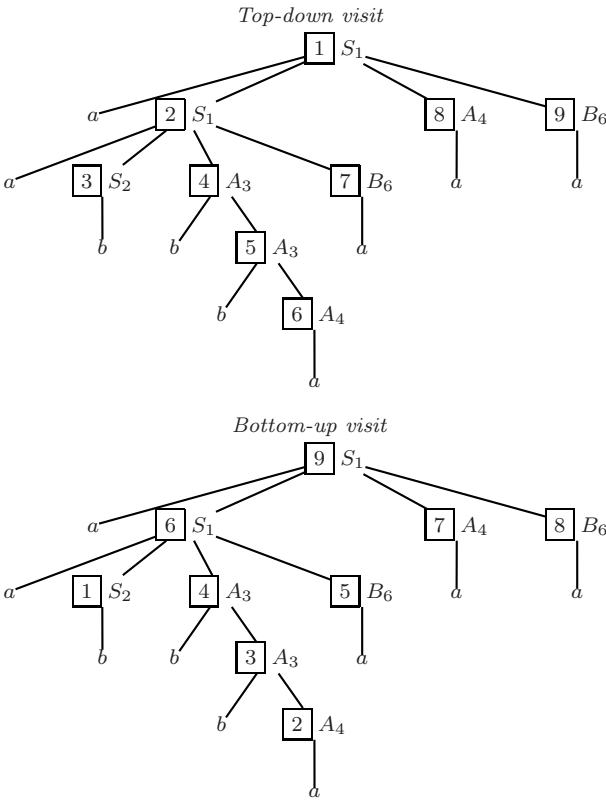 Top-down visit
1 S₁
a 2 S₁ 8 A₄ 9 B₆
a 3 S₂ 4 A₃ 7 B₆ a a
b b 5 A₃ a
b 6 A₄
a
Bottom-up visit
9 S₁
a 6 S₁ 7 A₄ 8 B₆
a 1 S₂ 4 A₃ 5 B₆ a a
b b 3 A₃ a
b 2 A₄
a